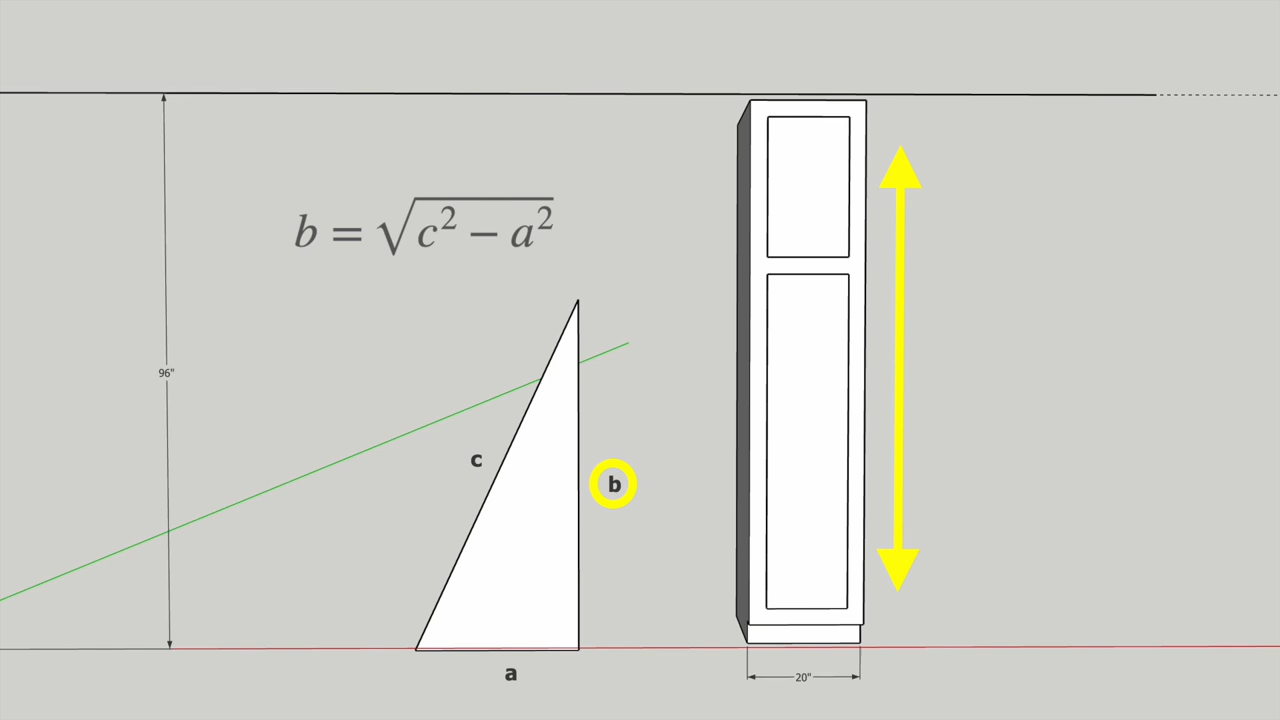 b = √c² − a²
96"
c
b
a
20"